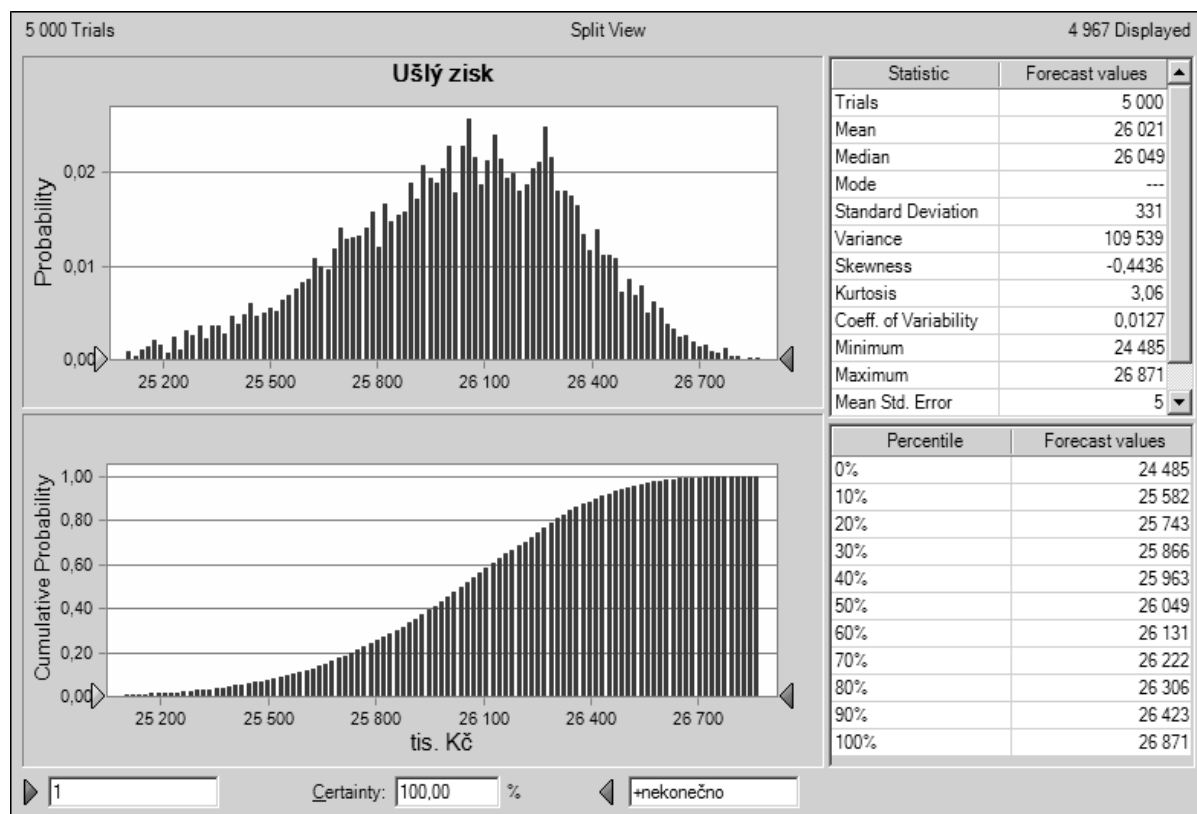 5 000 Trials Split View 4 967 Displayed
Ušlý zisk
Probability
0,02
0,01
0,00
25 200 25 500 25 800 26 100 26 400 26 700
Cumulative Probability
1,00
0,80
0,60
0,40
0,20
0,00
25 200 25 500 25 800 26 100 26 400 26 700
tis. Kč
Statistic Forecast values
Trials 5 000
Mean 26 021
Median 26 049
Mode ---
Standard Deviation 331
Variance 109 539
Skewness -0,4436
Kurtosis 3,06
Coeff. of Variability 0,0127
Minimum 24 485
Maximum 26 871
Mean Std. Error 5
Percentile Forecast values
0% 24 485
10% 25 582
20% 25 743
30% 25 866
40% 25 963
50% 26 049
60% 26 131
70% 26 222
80% 26 306
90% 26 423
100% 26 871
1 Certainty: 100,00 % +nekonečno